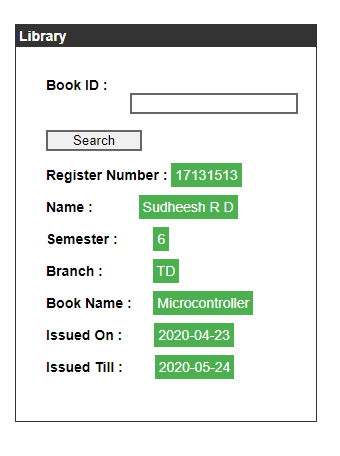 Library
Book ID :
Search
Register Number : 17131513
Name : Sudheesh R D
Semester : 6
Branch : TD
Book Name : Microcontroller
Issued On : 2020-04-23
Issued Till : 2020-05-24